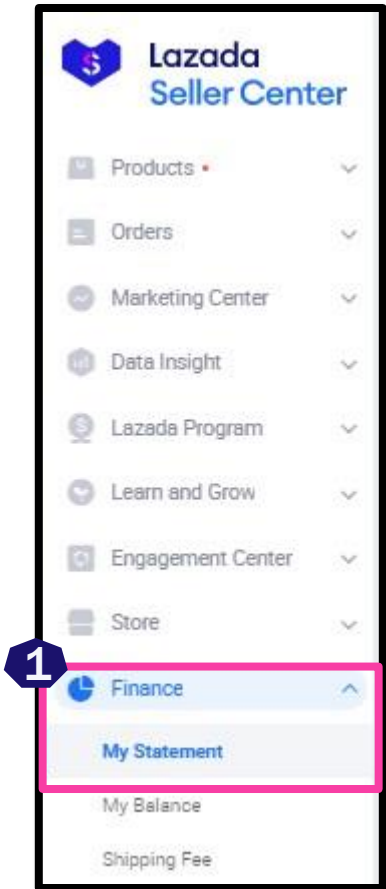 Lazada
Seller Center
Products
Orders
Marketing Center
Data Insight
Lazada Program
Learn and Grow
Engagement Center
Store
1
Finance
My Statement
My Balance
Shipping Fee